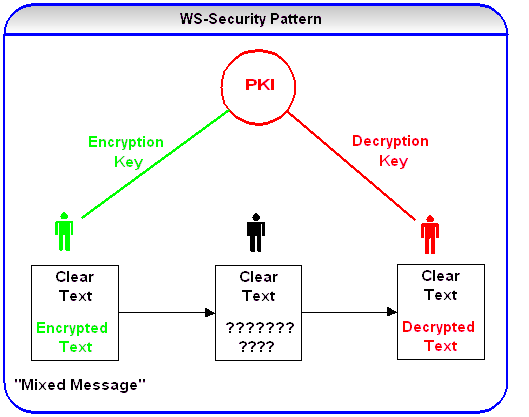 WS-Security Pattern
PKI
Encryption
Key
Decryption
Key
Clear
Text
Encrypted
Text
Clear
Text
???????
????
Clear
Text
Decrypted
Text
"Mixed Message"